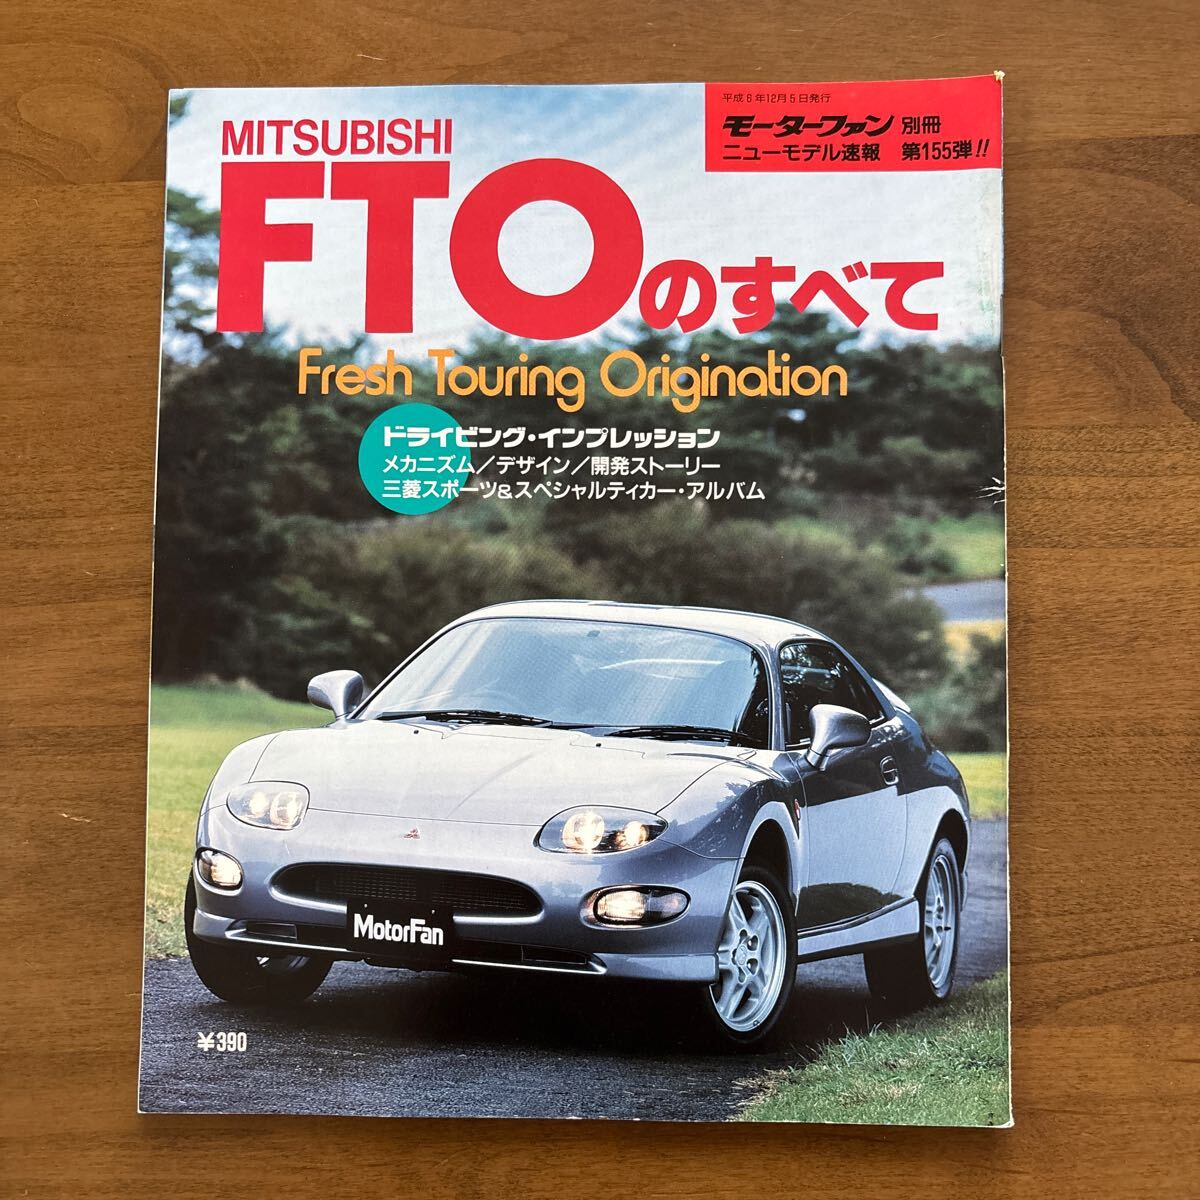 平成6年12月5日発行
モーターファン 別冊
ニューモデル速報 第155弾!!
MITSUBISHI
FTOのすべて
Fresh Touring Origination
ドライビング・インプレッション
メカニズム/デザイン/開発ストーリー
三菱スポーツ&スペシャルティカー・アルバム
MotorFan
¥390